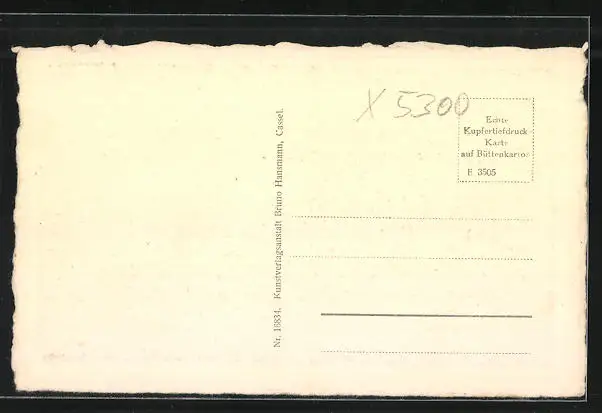 X 5300
Echte
Kupfertiefdruck-
Karte
auf Büttenkarton
E 3505
Nr. 18834. Kunstverlagsanstalt Bruno Hansmann, Cassel.